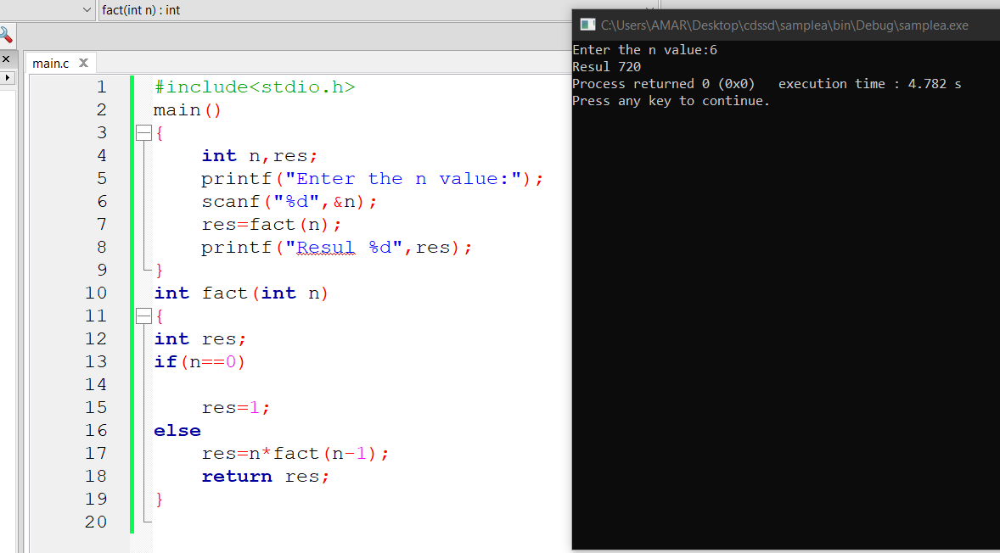 fact(int n) : int
main.c
1 #include<stdio.h>
2 main()
3 {
4 int n,res;
5 printf("Enter the n value:");
6 scanf("%d",&n);
7 res=fact(n);
8 printf("Resul %d",res);
9 }
10 int fact(int n)
11 {
12 int res;
13 if(n==0)
14
15 res=1;
16 else
17 res=n*fact(n-1);
18 return res;
19 }
20
C:\Users\AMAR\Desktop\cdssd\samplea\bin\Debug\samplea.exe
Enter the n value:6
Resul 720
Process returned 0 (0x0)   execution time : 4.782 s
Press any key to continue.